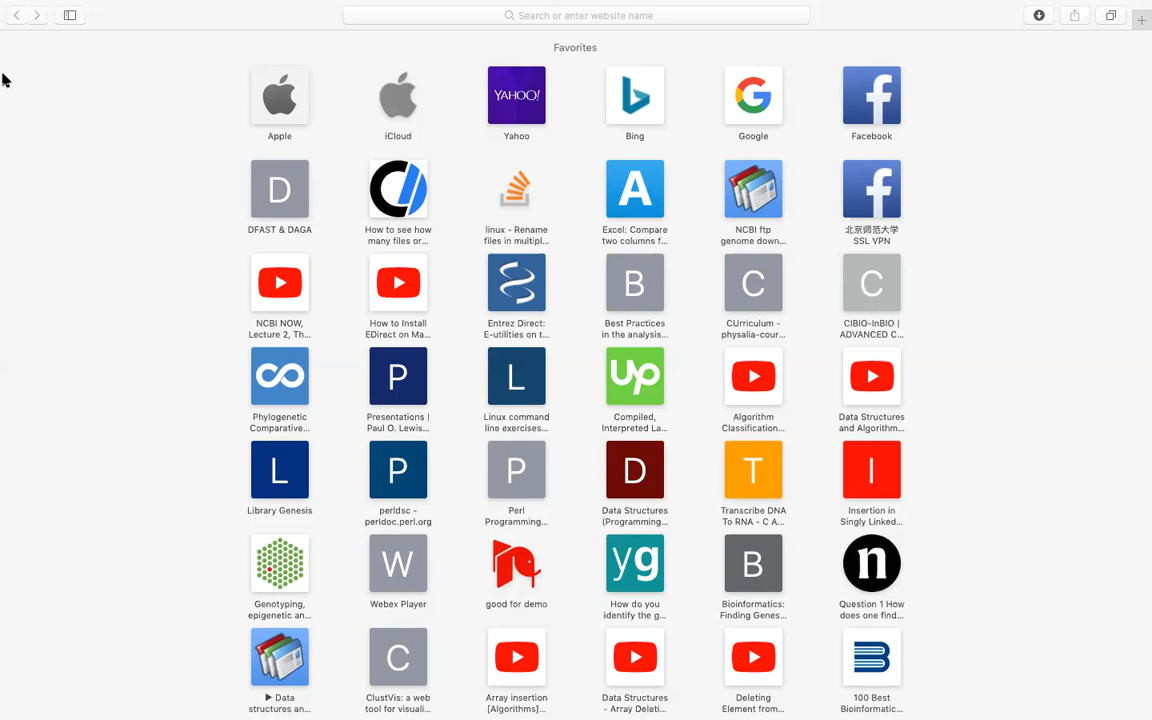 Search or enter website name
Favorites
YAHOO!
Apple
iCloud
Yahoo
Bing
Google
Facebook
D
A
DFAST & DAGA
How to see how
many files or...
linux - Rename
files in multipl...
Excel: Compare
two columns f...
NCBI ftp
genome down...
北京师范大学
SSL VPN
B
C
C
NCBI NOW,
Lecture 2, Th...
How to Install
EDirect on Ma...
Entrez Direct:
E-utilities on t...
Best Practices
in the analysis...
CUrriculum -
physalia-cour...
CIBIO-InBIO |
ADVANCED C...
P
L
up
Phylogenetic
Comparative...
Presentations |
Paul O. Lewis...
Linux command
line exercises...
Compiled,
Interpreted La...
Algorithm
Classification...
Data Structures
and Algorithm...
L
P
P
D
T
I
Library Genesis
perldsc -
perldoc.perl.org
Perl
Programming...
Data Structures
(Programming...
Transcribe DNA
To RNA - C A...
Insertion in
Singly Linked...
W
yg
B
n
Genotyping,
epigenetic an...
Webex Player
good for demo
How do you
identify the g...
Bioinformatics:
Finding Genes...
Question 1 How
does one find...
C
▶ Data
structures an...
ClustVis: a web
tool for visuali...
Array insertion
[Algorithms]...
Data Structures
- Array Deleti...
Deleting
Element from...
100 Best
Bioinformatic...